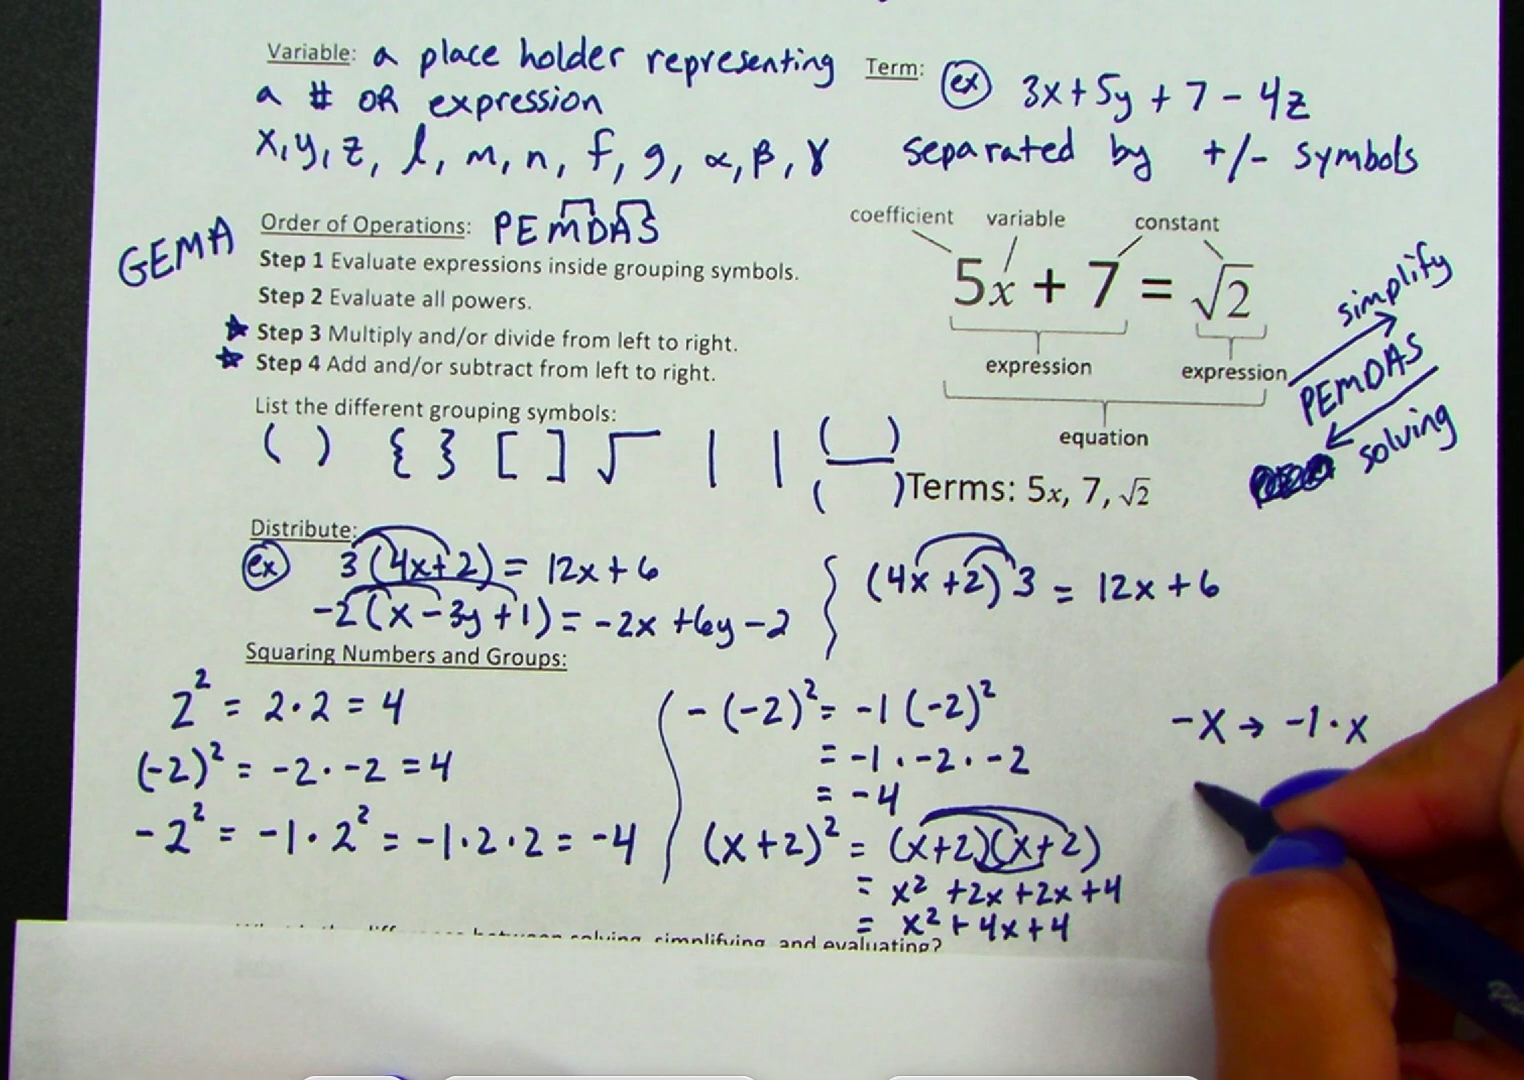 Variable: a place holder representing
a # OR expression
x, y, z, l, m, n, f, g, α, β, γ
Term: ex 3x + 5y + 7 - 4z
separated by +/- symbols
GEMA
Order of Operations: PEMDAS
Step 1 Evaluate expressions inside grouping symbols.
Step 2 Evaluate all powers.
★ Step 3 Multiply and/or divide from left to right.
★ Step 4 Add and/or subtract from left to right.
coefficient variable constant
5x + 7 = √2
expression expression
equation
Terms: 5x, 7, √2
simplify
PEMDAS
solving
List the different grouping symbols:
( ) { } [ ] √ | | ( )
( )
Distribute:
ex 3(4x+2) = 12x + 6
-2(x - 3y + 1) = -2x + 6y - 2
(4x + 2) 3 = 12x + 6
Squaring Numbers and Groups:
2² = 2 · 2 = 4
(-2)² = -2 · -2 = 4
-2² = -1 · 2² = -1 · 2 · 2 = -4
- (-2)² = -1 (-2)²
= -1 · -2 · -2
= -4
(x + 2)² = (x+2)(x+2)
= x² + 2x + 2x + 4
= x² + 4x + 4
-x → -1 · x
between solving, simplifying, and evaluating?